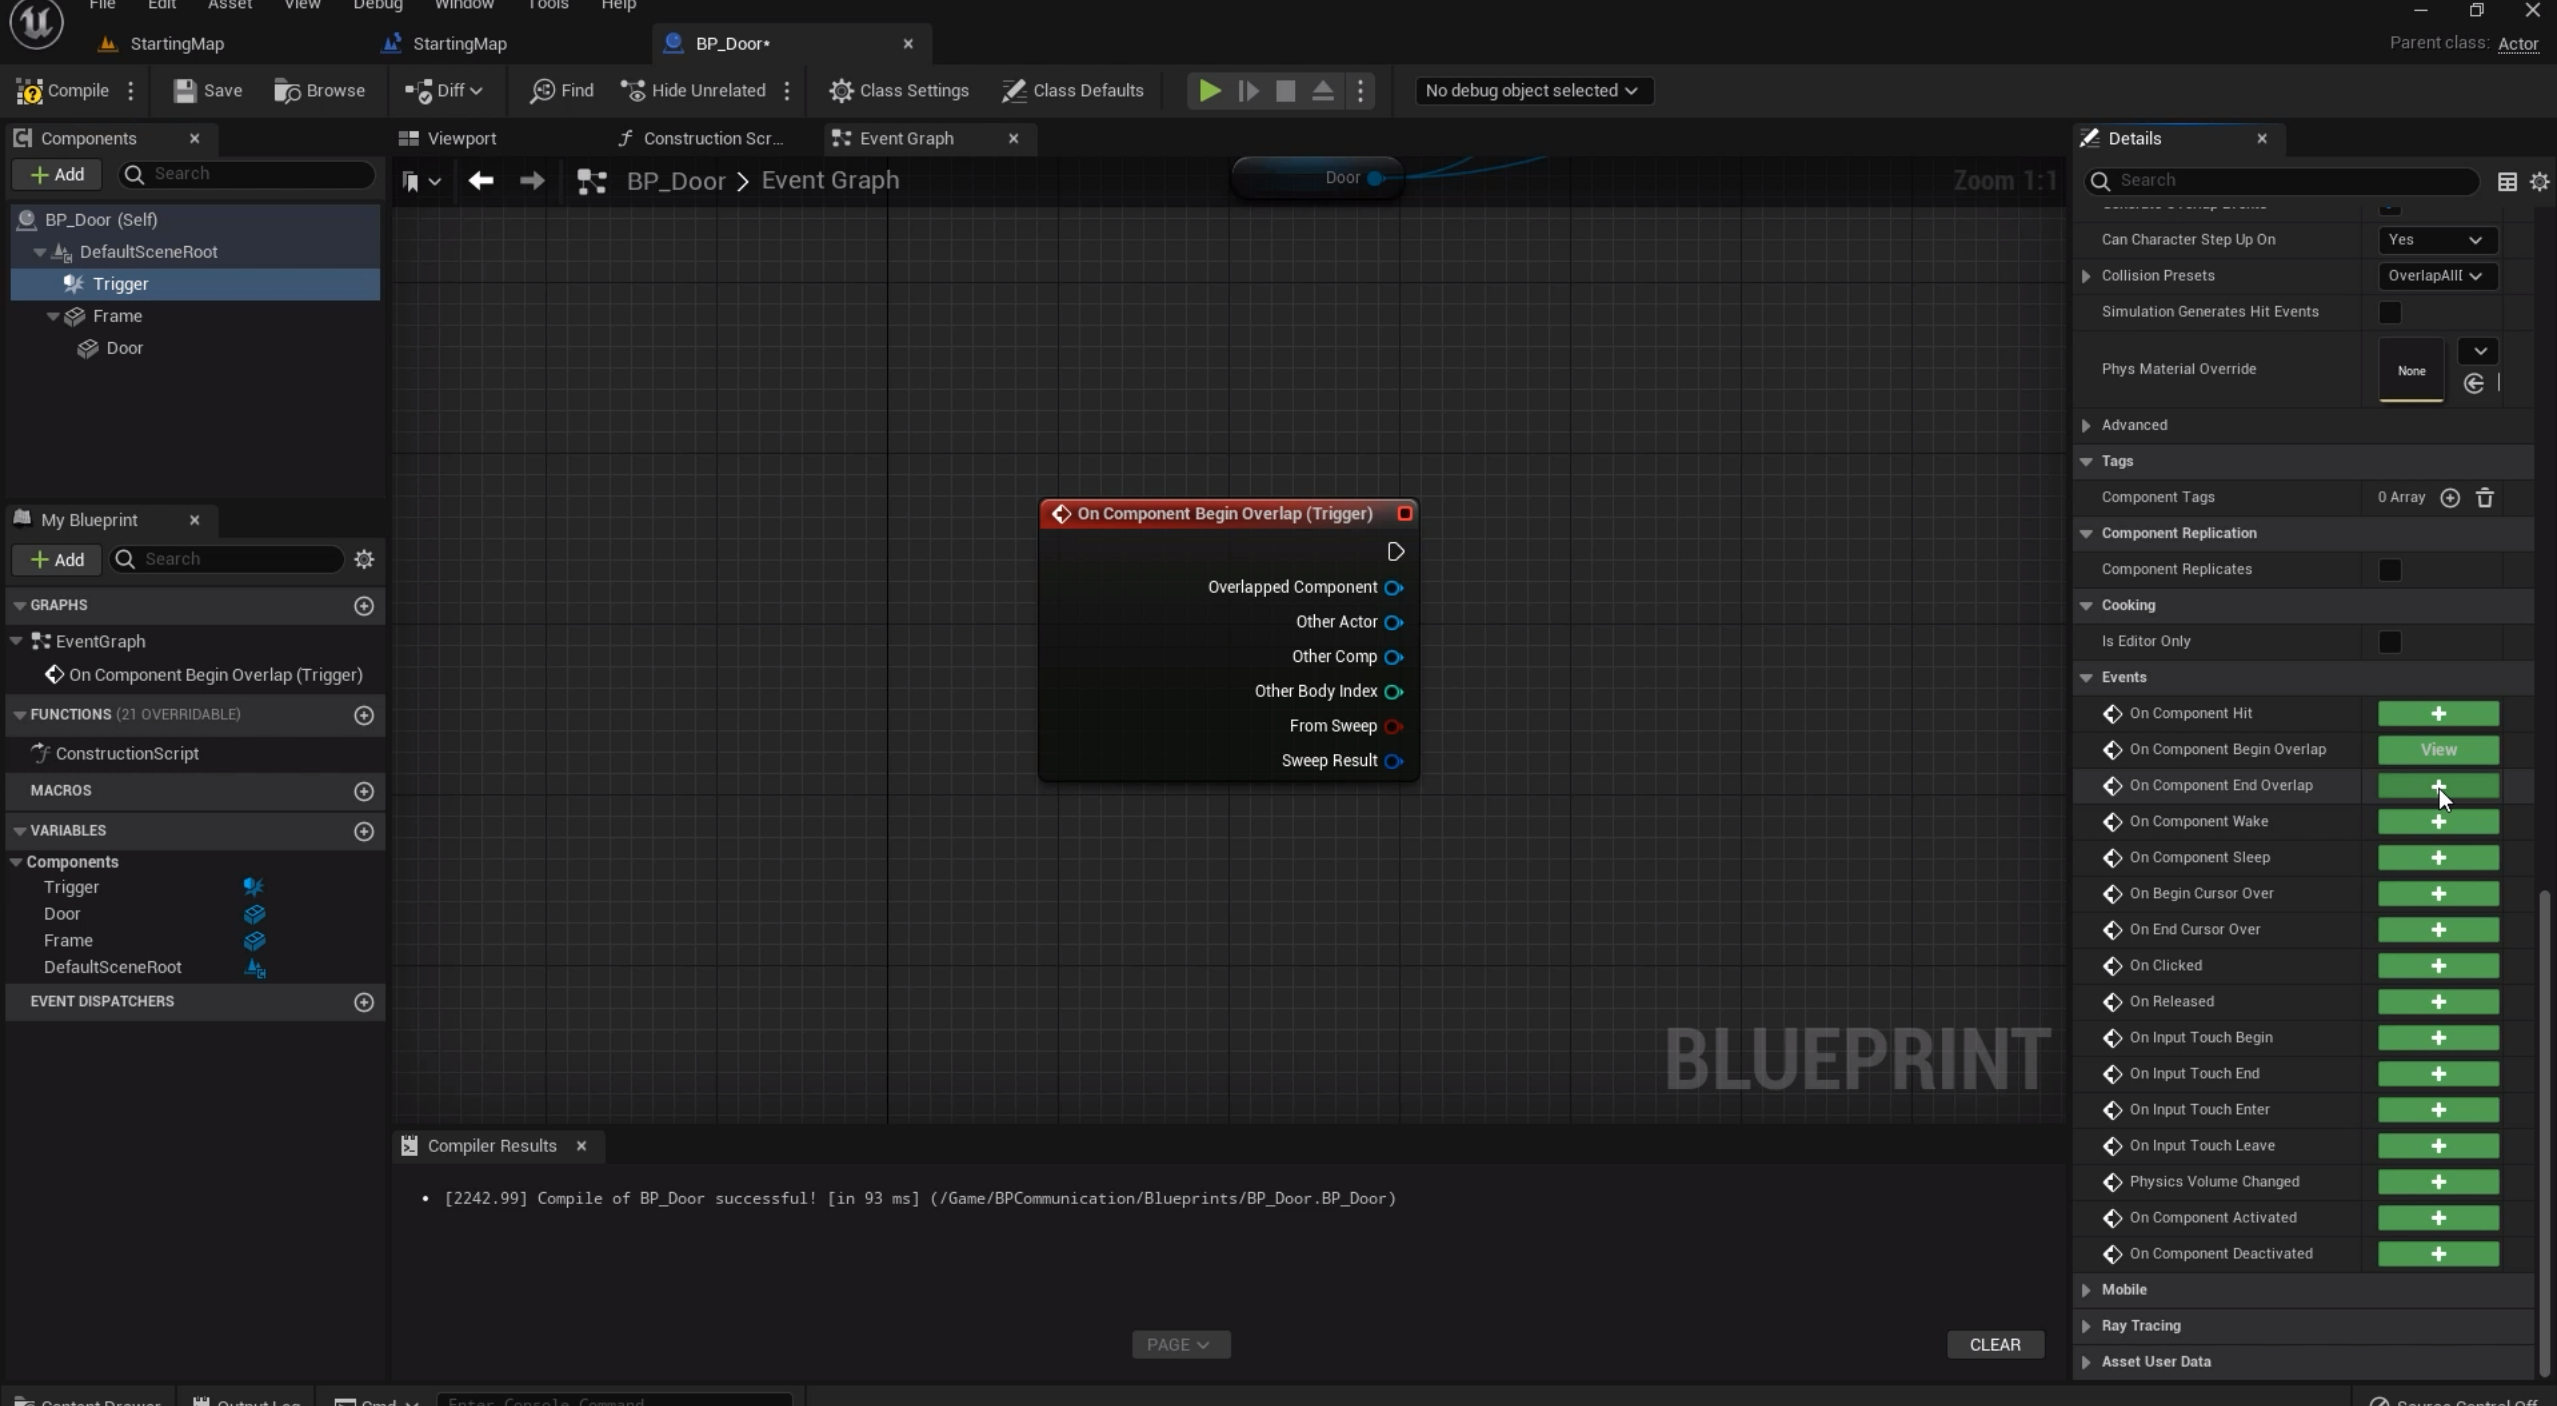 File Edit Asset View Debug Window Tools Help
StartingMap StartingMap BP_Door* Parent class: Actor
Compile Save Browse Diff Find Hide Unrelated Class Settings Class Defaults No debug object selected
Components
Add Search
BP_Door (Self)
DefaultSceneRoot
Trigger
Frame
Door
My Blueprint
Add Search
GRAPHS
EventGraph
On Component Begin Overlap (Trigger)
FUNCTIONS (21 OVERRIDABLE)
ConstructionScript
MACROS
VARIABLES
Components
Trigger
Door
Frame
DefaultSceneRoot
EVENT DISPATCHERS
Viewport Construction Scr... Event Graph
BP_Door > Event Graph Door Zoom 1:1
On Component Begin Overlap (Trigger)
Overlapped Component
Other Actor
Other Comp
Other Body Index
From Sweep
Sweep Result
BLUEPRINT
Compiler Results
• [2242.99] Compile of BP_Door successful! [in 93 ms] (/Game/BPCommunication/Blueprints/BP_Door.BP_Door)
PAGE CLEAR
Details
Search
Generate Overlap Events
Can Character Step Up On Yes
Collision Presets OverlapAll
Simulation Generates Hit Events
Phys Material Override None
Advanced
Tags
Component Tags 0 Array
Component Replication
Component Replicates
Cooking
Is Editor Only
Events
On Component Hit
On Component Begin Overlap View
On Component End Overlap
On Component Wake
On Component Sleep
On Begin Cursor Over
On End Cursor Over
On Clicked
On Released
On Input Touch Begin
On Input Touch End
On Input Touch Enter
On Input Touch Leave
Physics Volume Changed
On Component Activated
On Component Deactivated
Mobile
Ray Tracing
Asset User Data
Content Drawer Output Log Cmd Enter Console Command Source Control Off